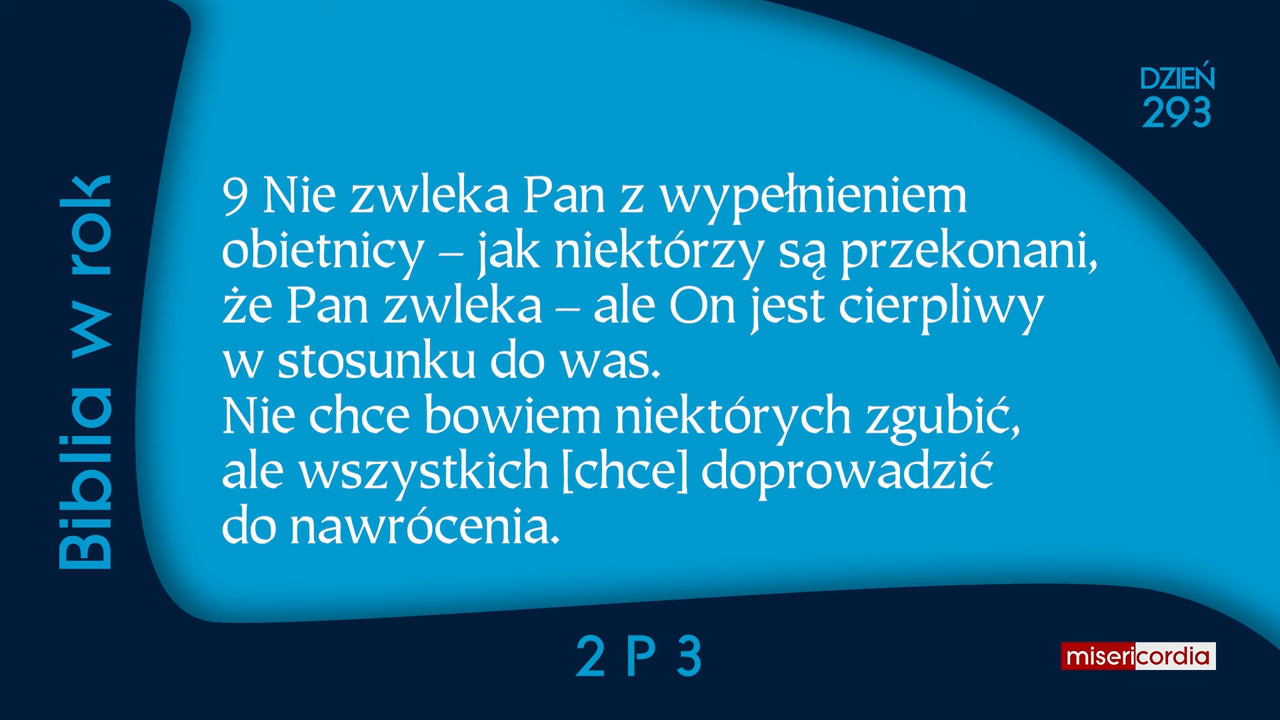 DZIEŃ
293
Biblia w rok
9 Nie zwleka Pan z wypełnieniem
obietnicy – jak niektórzy są przekonani,
że Pan zwleka – ale On jest cierpliwy
w stosunku do was.
Nie chce bowiem niektórych zgubić,
ale wszystkich [chce] doprowadzić
do nawrócenia.
2 P 3
misericordia